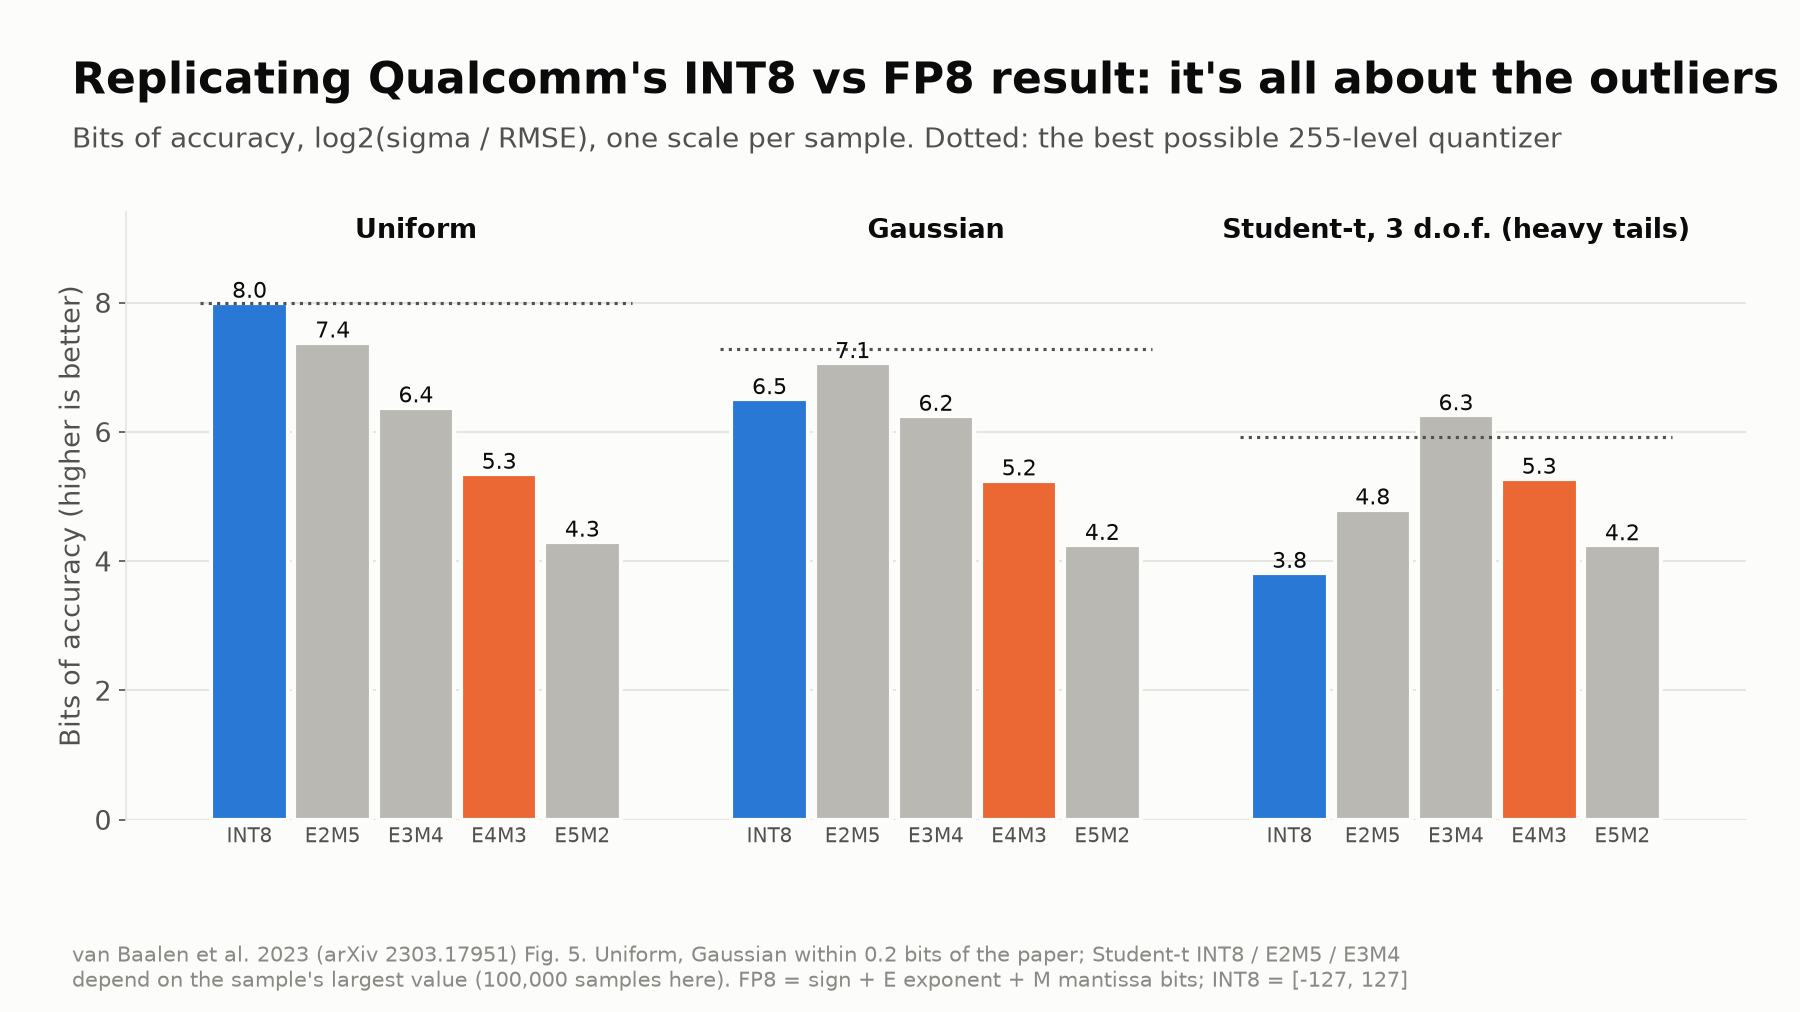 Replicating Qualcomm's INT8 vs FP8 result: it's all about the outliers
Bits of accuracy, log2(sigma / RMSE), one scale per sample. Dotted: the best possible 255-level quantizer
Uniform
Gaussian
Student-t, 3 d.o.f. (heavy tails)
Bits of accuracy (higher is better)
8
6
4
2
0
8.0
7.4
6.4
5.3
4.3
6.5
7.1
6.2
5.2
4.2
3.8
4.8
6.3
5.3
4.2
INT8 E2M5 E3M4 E4M3 E5M2
INT8 E2M5 E3M4 E4M3 E5M2
INT8 E2M5 E3M4 E4M3 E5M2
van Baalen et al. 2023 (arXiv 2303.17951) Fig. 5. Uniform, Gaussian within 0.2 bits of the paper; Student-t INT8 / E2M5 / E3M4
depend on the sample's largest value (100,000 samples here). FP8 = sign + E exponent + M mantissa bits; INT8 = [-127, 127]